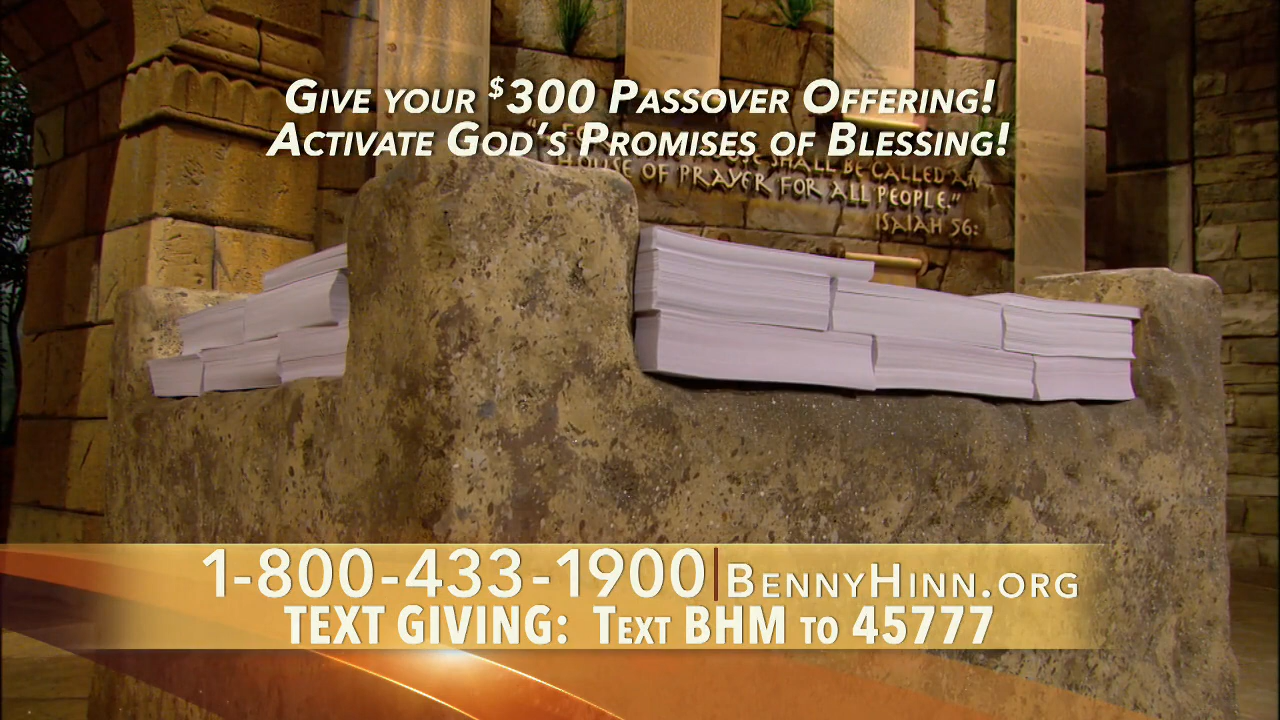 GIVE YOUR $300 PASSOVER OFFERING!
ACTIVATE GOD'S PROMISES OF BLESSING!
SHALL BE CALLED AN
HOUSE OF PRAYER FOR ALL PEOPLE."
ISAIAH 56:
1-800-433-1900 | BENNYHINN.ORG
TEXT GIVING: TEXT BHM TO 45777